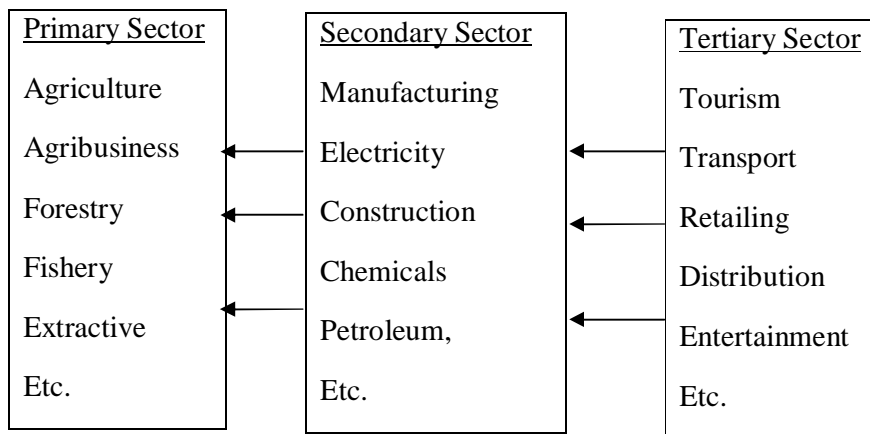 Primary Sector
Agriculture
Agribusiness
Forestry
Fishery
Extractive
Etc.
Secondary Sector
Manufacturing
Electricity
Construction
Chemicals
Petroleum,
Etc.
Tertiary Sector
Tourism
Transport
Retailing
Distribution
Entertainment
Etc.